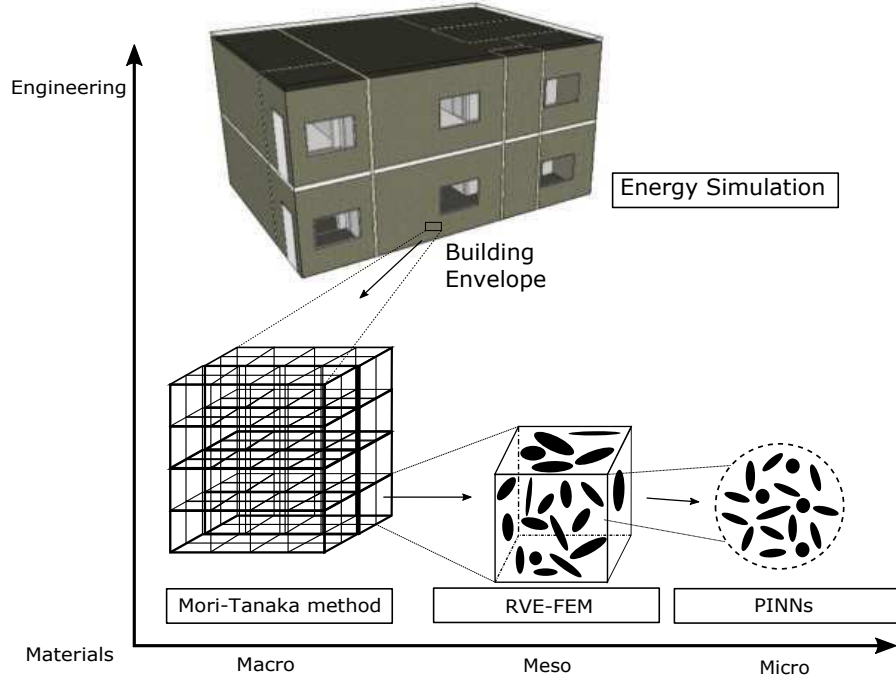 Engineering
Energy Simulation
Building
Envelope
Mori-Tanaka method
RVE-FEM
PINNs
Materials
Macro
Meso
Micro